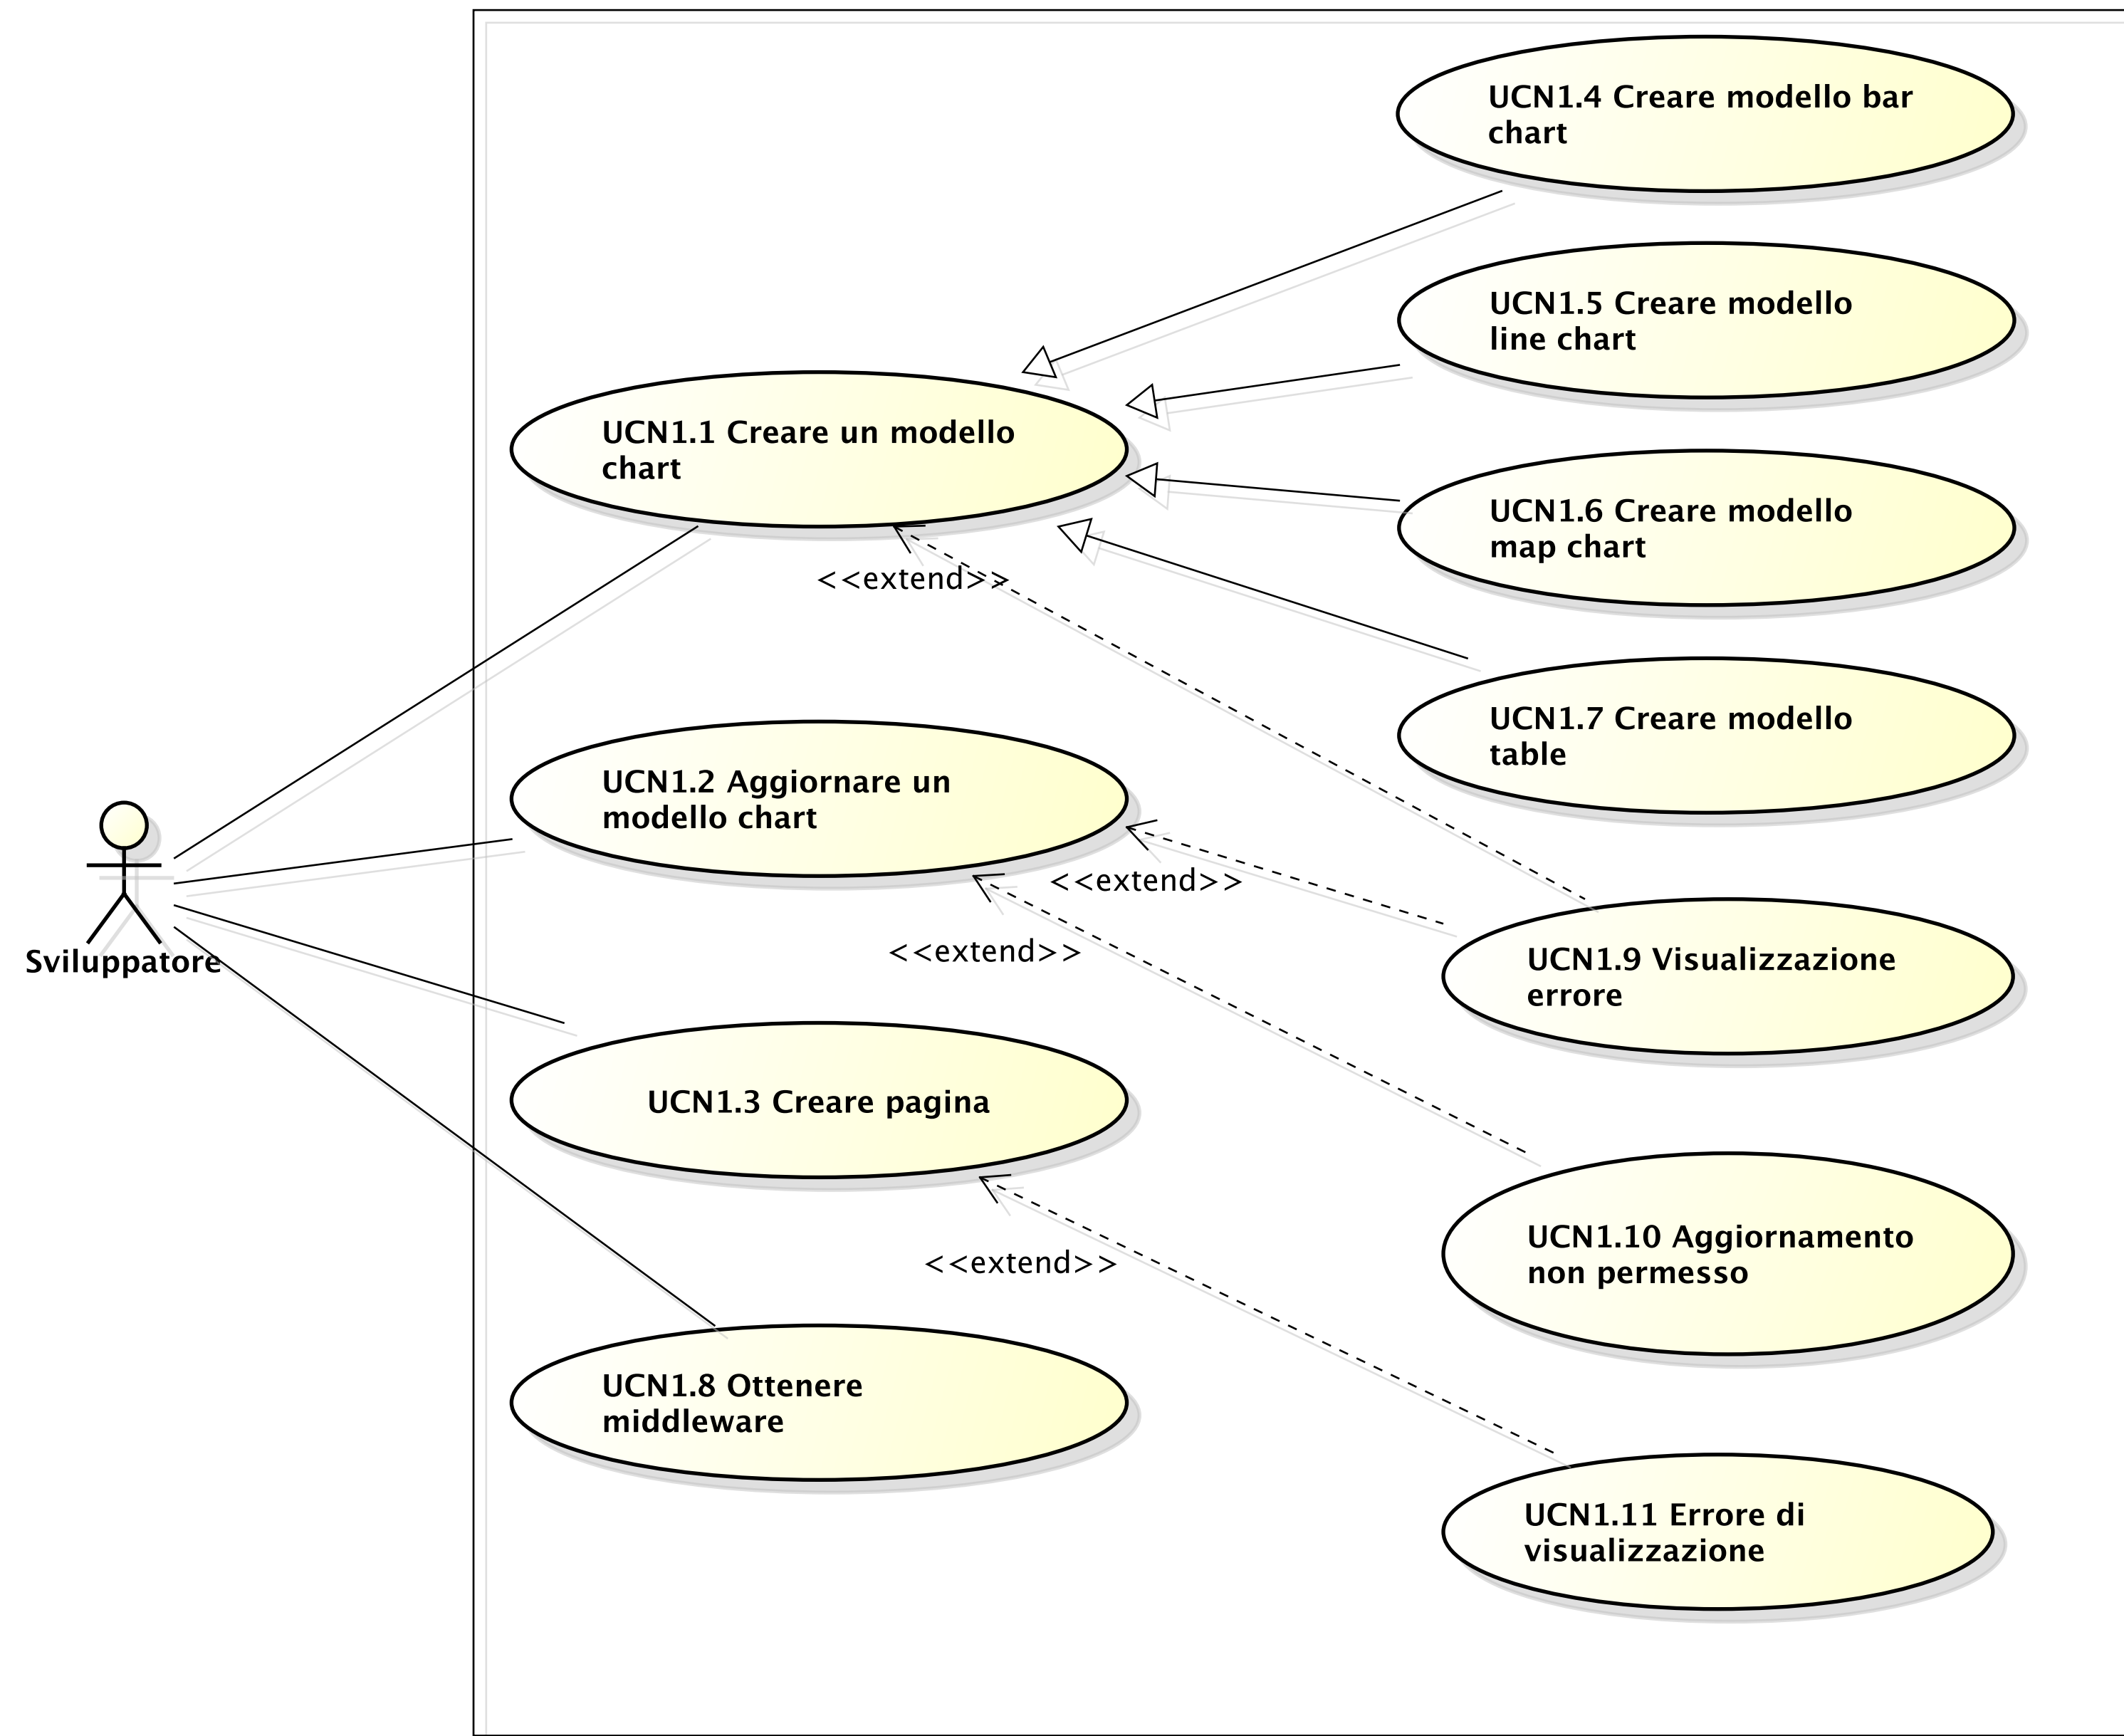 UCN1.4 Creare modello bar
chart
UCN1.5 Creare modello
line chart
UCN1.1 Creare un modello
chart
UCN1.6 Creare modello
map chart
<<extend>>
UCN1.7 Creare modello
table
UCN1.2 Aggiornare un
modello chart
<<extend>>
<<extend>>
Sviluppatore
UCN1.9 Visualizzazione
errore
UCN1.3 Creare pagina
UCN1.10 Aggiornamento
non permesso
<<extend>>
UCN1.8 Ottenere
middleware
UCN1.11 Errore di
visualizzazione